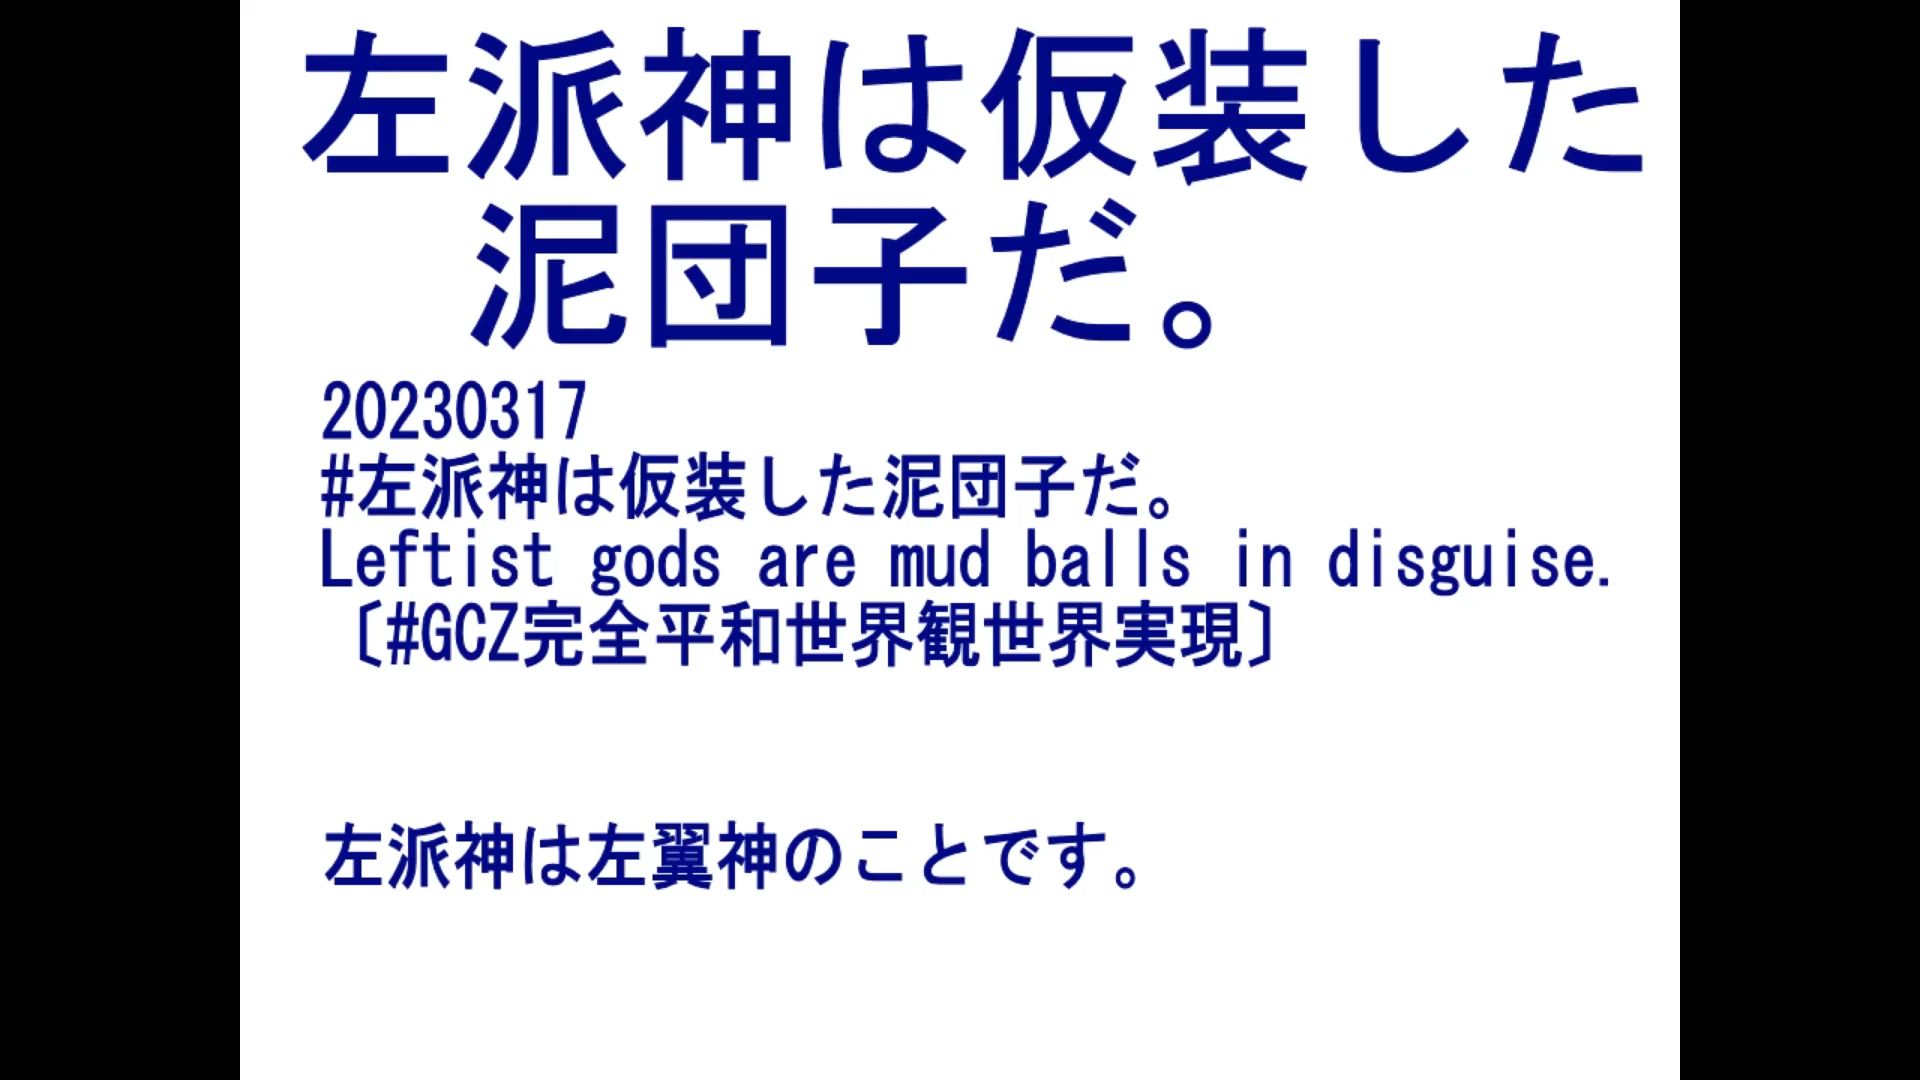 左派神は仮装した
泥団子だ。
20230317
#左派神は仮装した泥団子だ。
Leftist gods are mud balls in disguise.
〔#GCZ完全平和世界観世界実現〕
左派神は左翼神のことです。